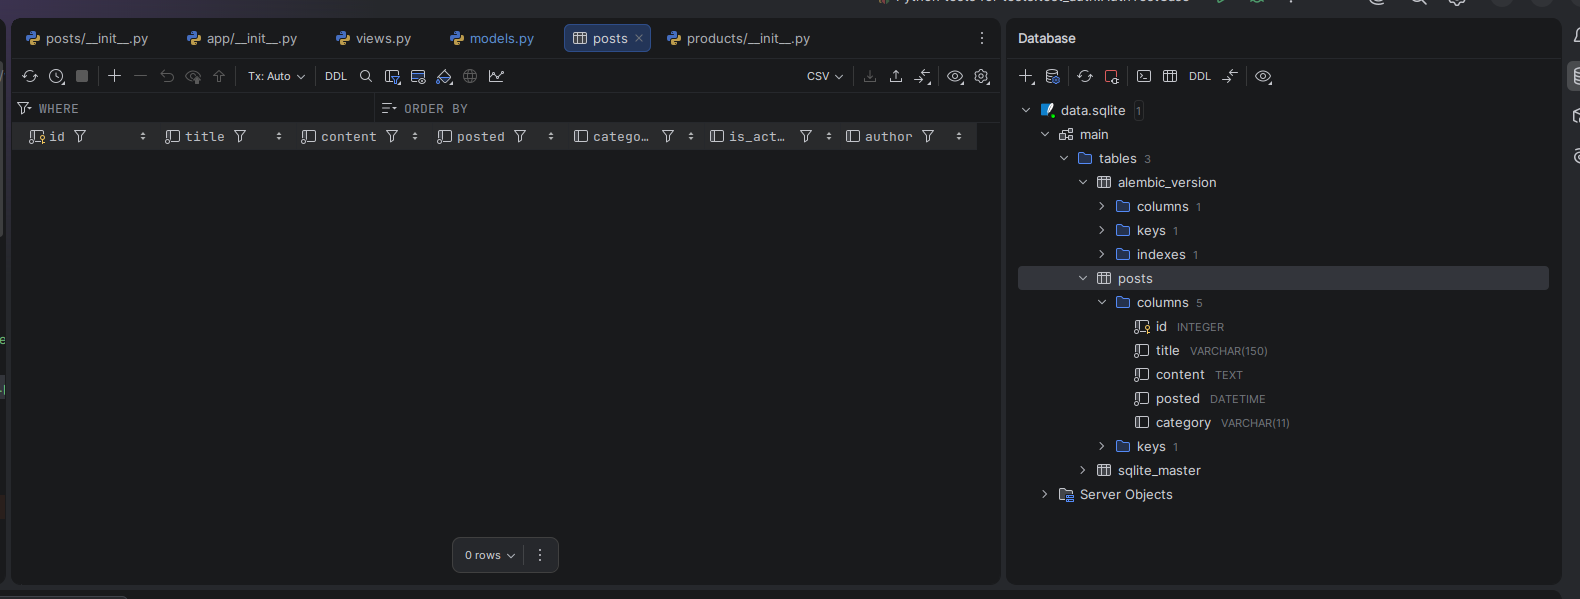 posts/__init__.py app/__init__.py views.py models.py posts products/__init__.py
Tx: Auto DDL CSV
WHERE ORDER BY
id title content posted catego... is_act... author
0 rows
Database
DDL
data.sqlite 1
main
tables 3
alembic_version
columns 1
keys 1
indexes 1
posts
columns 5
id INTEGER
title VARCHAR(150)
content TEXT
posted DATETIME
category VARCHAR(11)
keys 1
sqlite_master
Server Objects